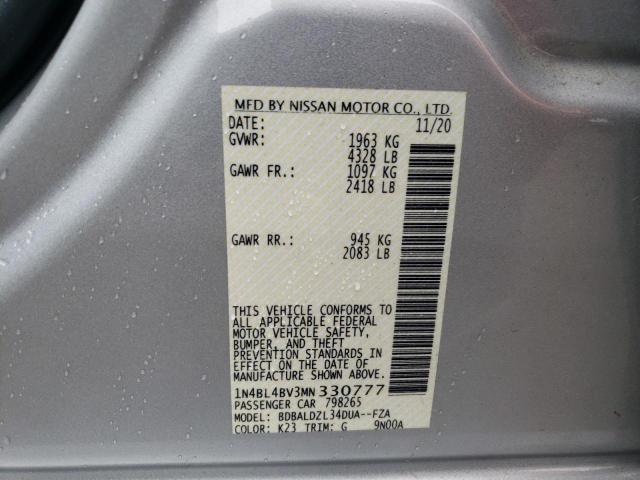 MFD BY NISSAN MOTOR CO., LTD.
DATE: 11/20
GVWR: 1963 KG
4328 LB
GAWR FR.: 1097 KG
2418 LB
GAWR RR.: 945 KG
2083 LB
THIS VEHICLE CONFORMS TO
ALL APPLICABLE FEDERAL
MOTOR VEHICLE SAFETY,
BUMPER, AND THEFT
PREVENTION STANDARDS IN
EFFECT ON THE DATE OF
MANUFACTURE SHOWN ABOVE.
1N4BL4BV3MN330777
PASSENGER CAR 798265
MODEL: BDBALDZL34DUA--FZA
COLOR: K23 TRIM: G 9N00A